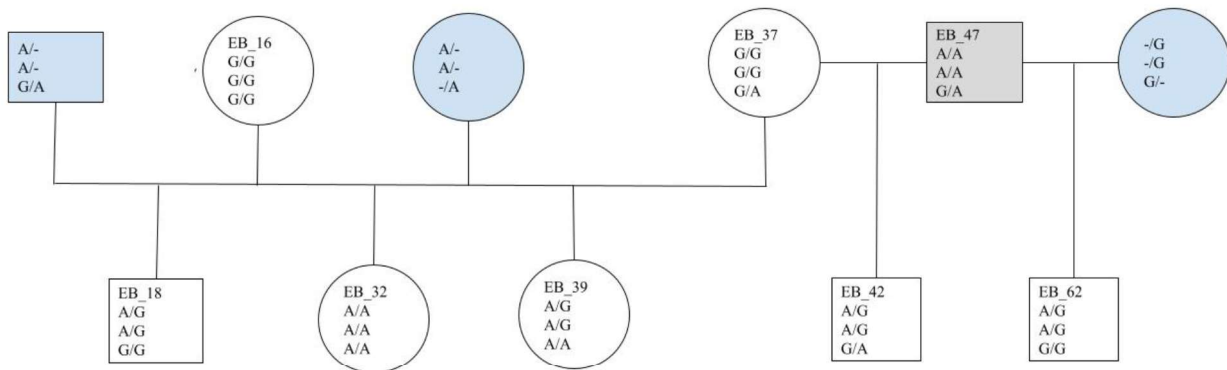 A/-
A/-
G/A
EB_16
G/G
G/G
G/G
A/-
A/-
-/A
EB_37
G/G
G/G
G/A
EB_47
A/A
A/A
G/A
-/G
-/G
G/-
EB_18
A/G
A/G
G/G
EB_32
A/A
A/A
A/A
EB_39
A/G
A/G
A/A
EB_42
A/G
A/G
G/A
EB_62
A/G
A/G
G/G